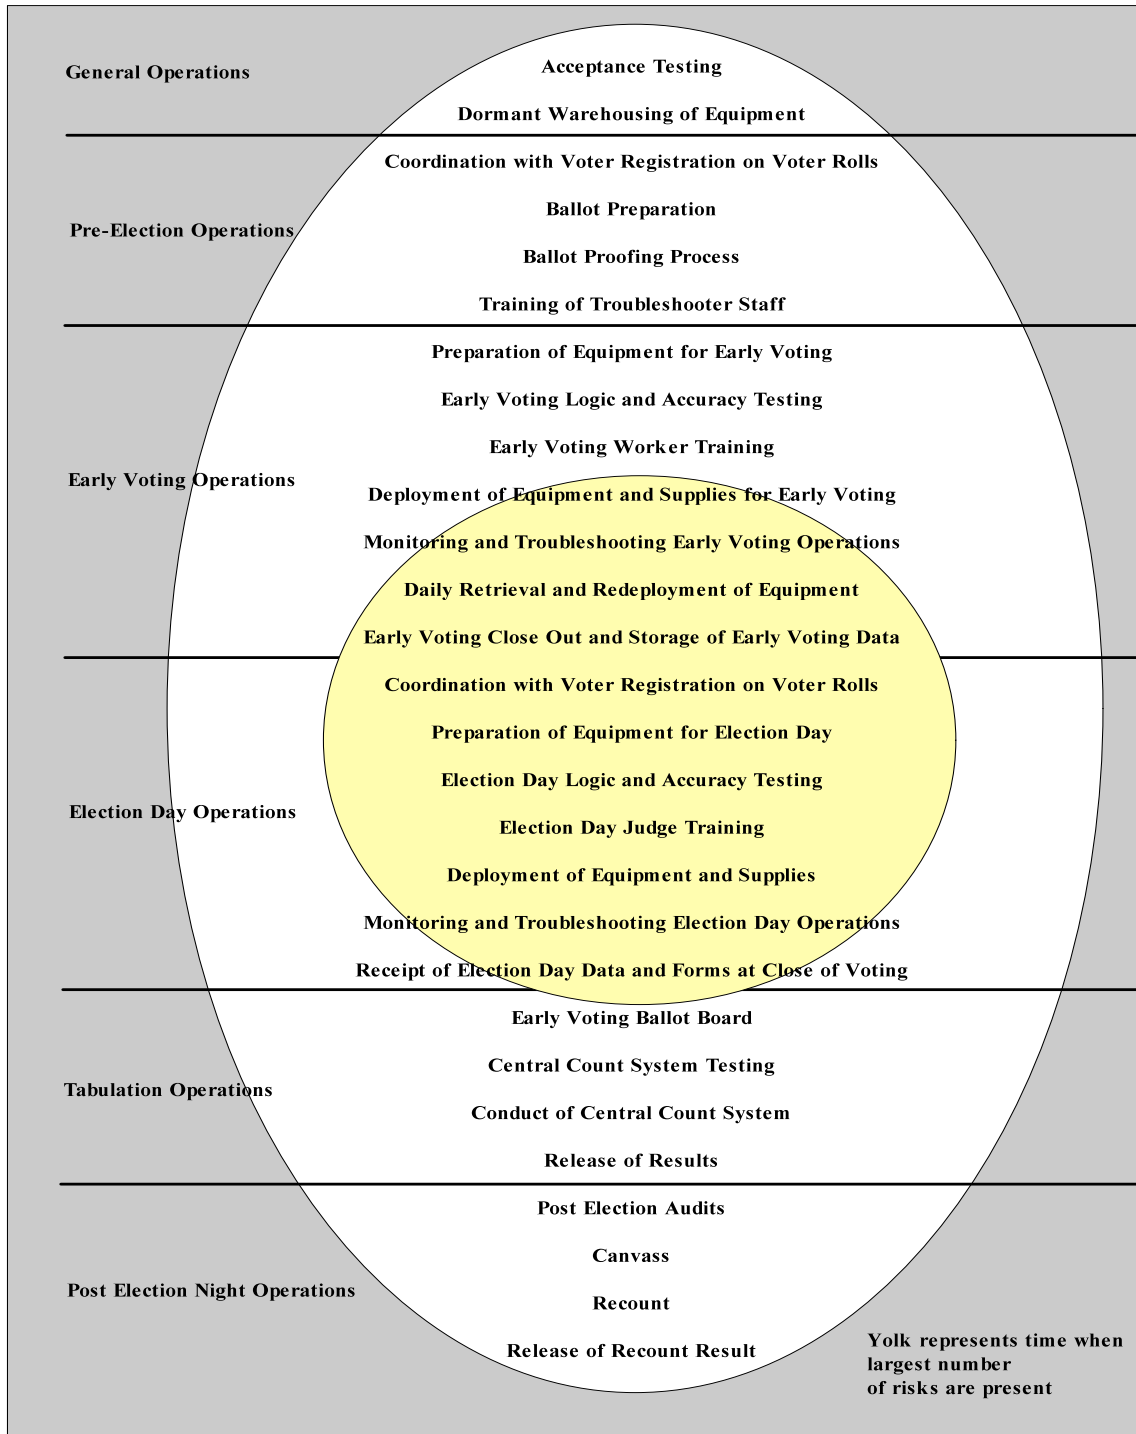 General Operations
Acceptance Testing
Dormant Warehousing of Equipment
Pre-Election Operations
Coordination with Voter Registration on Voter Rolls
Ballot Preparation
Ballot Proofing Process
Training of Troubleshooter Staff
Early Voting Operations
Preparation of Equipment for Early Voting
Early Voting Logic and Accuracy Testing
Early Voting Worker Training
Deployment of Equipment and Supplies for Early Voting
Monitoring and Troubleshooting Early Voting Operations
Daily Retrieval and Redeployment of Equipment
Early Voting Close Out and Storage of Early Voting Data
Election Day Operations
Coordination with Voter Registration on Voter Rolls
Preparation of Equipment for Election Day
Election Day Logic and Accuracy Testing
Election Day Judge Training
Deployment of Equipment and Supplies
Monitoring and Troubleshooting Election Day Operations
Receipt of Election Day Data and Forms at Close of Voting
Tabulation Operations
Early Voting Ballot Board
Central Count System Testing
Conduct of Central Count System
Release of Results
Post Election Night Operations
Post Election Audits
Canvass
Recount
Release of Recount Result
Yolk represents time when
largest number
of risks are present